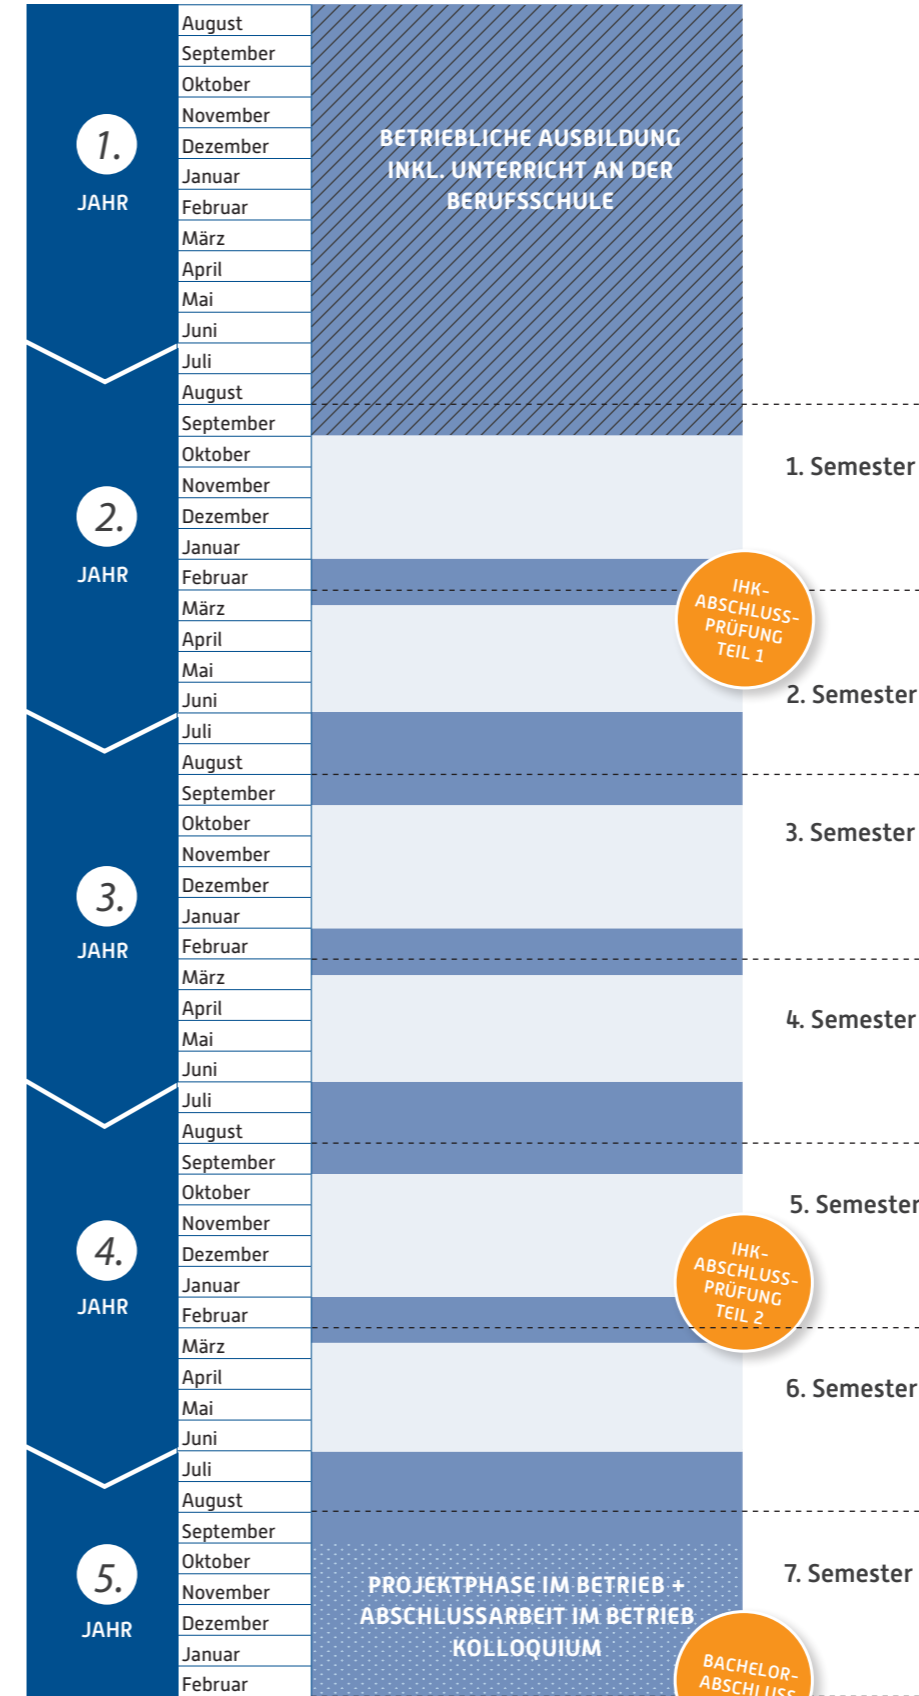 August
September
Oktober
November
Dezember
Januar
Februar
März
April
Mai
Juni
Juli
1.
JAHR
BETRIEBLICHE AUSBILDUNG
INKL. UNTERRICHT AN DER
BERUFSSCHULE
August
September
Oktober
November
Dezember
Januar
Februar
März
April
Mai
Juni
Juli
2.
JAHR
1. Semester
IHK-
ABSCHLUSS-
PRÜFUNG
TEIL 1
2. Semester
August
September
Oktober
November
Dezember
Januar
Februar
März
April
Mai
Juni
Juli
3.
JAHR
3. Semester
4. Semester
August
September
Oktober
November
Dezember
Januar
Februar
März
April
Mai
Juni
Juli
4.
JAHR
5. Semester
IHK-
ABSCHLUSS-
PRÜFUNG
TEIL 2
6. Semester
August
September
Oktober
November
Dezember
Januar
Februar
5.
JAHR
PROJEKTPHASE IM BETRIEB +
ABSCHLUSSARBEIT IM BETRIEB
KOLLOQUIUM
7. Semester
BACHELOR-
ABSCHLUSS